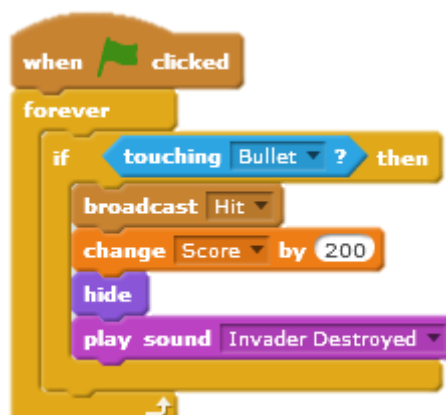 when clicked
forever
if touching Bullet ? then
broadcast Hit
change Score by 200
hide
play sound Invader Destroyed